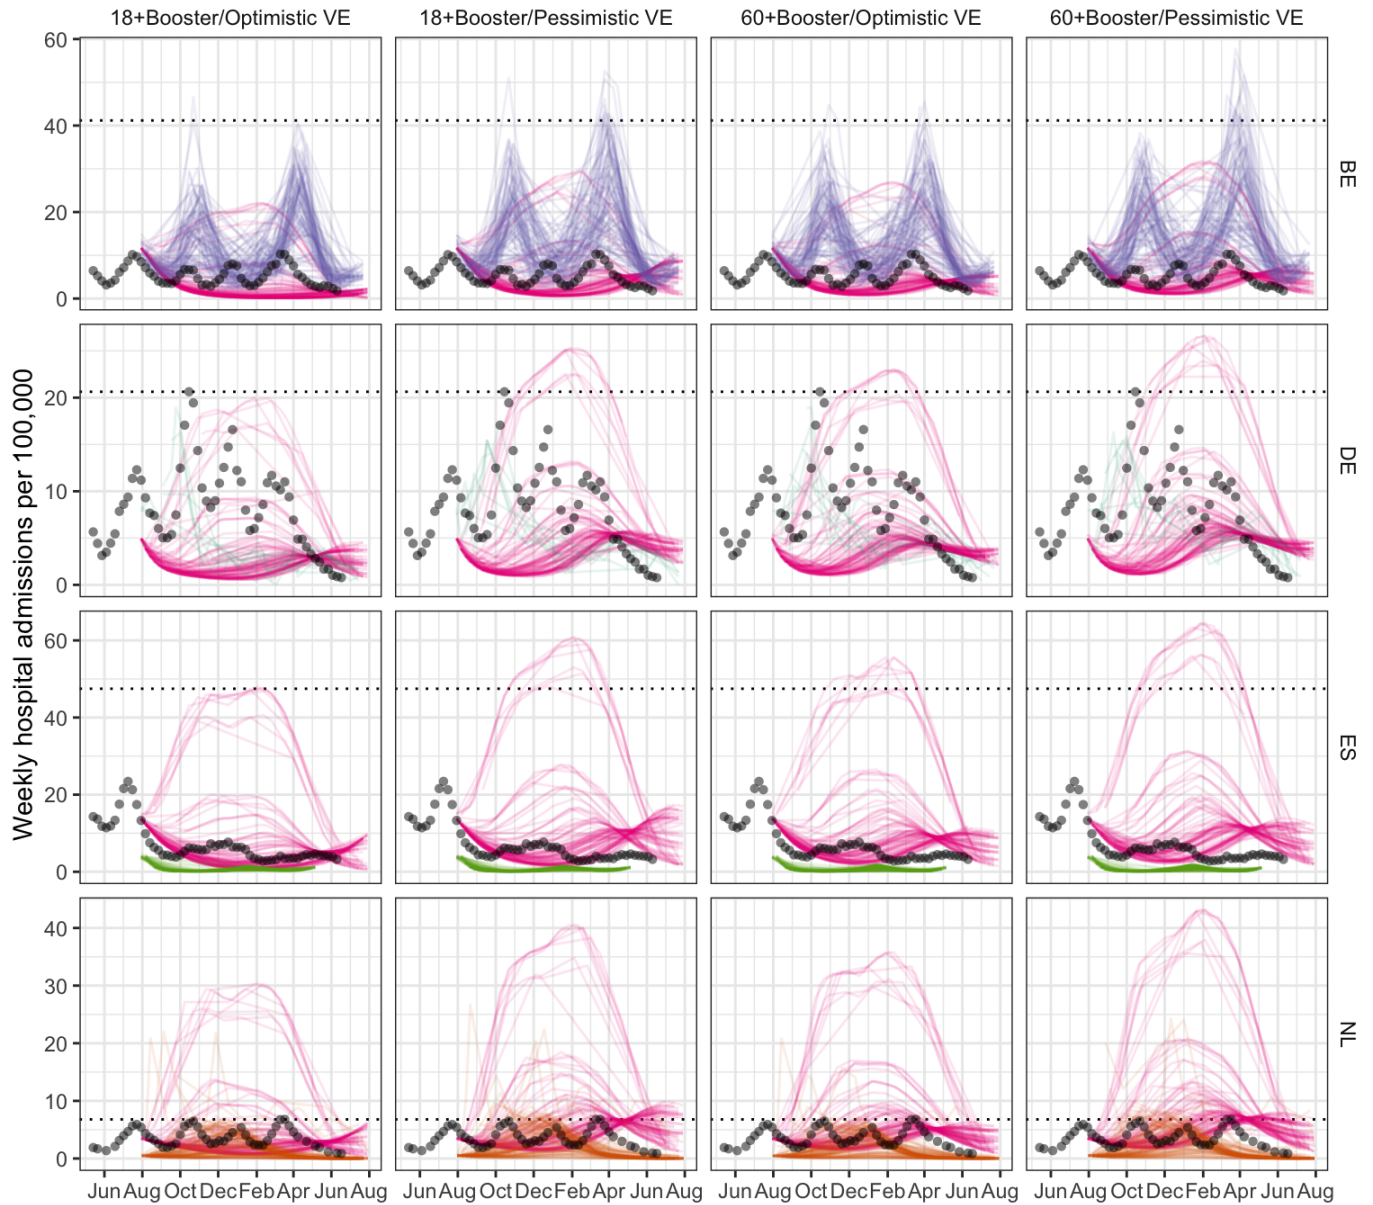 18+Booster/Optimistic VE 18+Booster/Pessimistic VE 60+Booster/Optimistic VE 60+Booster/Pessimistic VE
Weekly hospital admissions per 100,000
60
40
20
0
BE
20
10
0
DE
60
40
20
0
ES
40
30
20
10
0
NL
Jun Aug Oct Dec Feb Apr Jun Aug Jun Aug Oct Dec Feb Apr Jun Aug Jun Aug Oct Dec Feb Apr Jun Aug Jun Aug Oct Dec Feb Apr Jun Aug